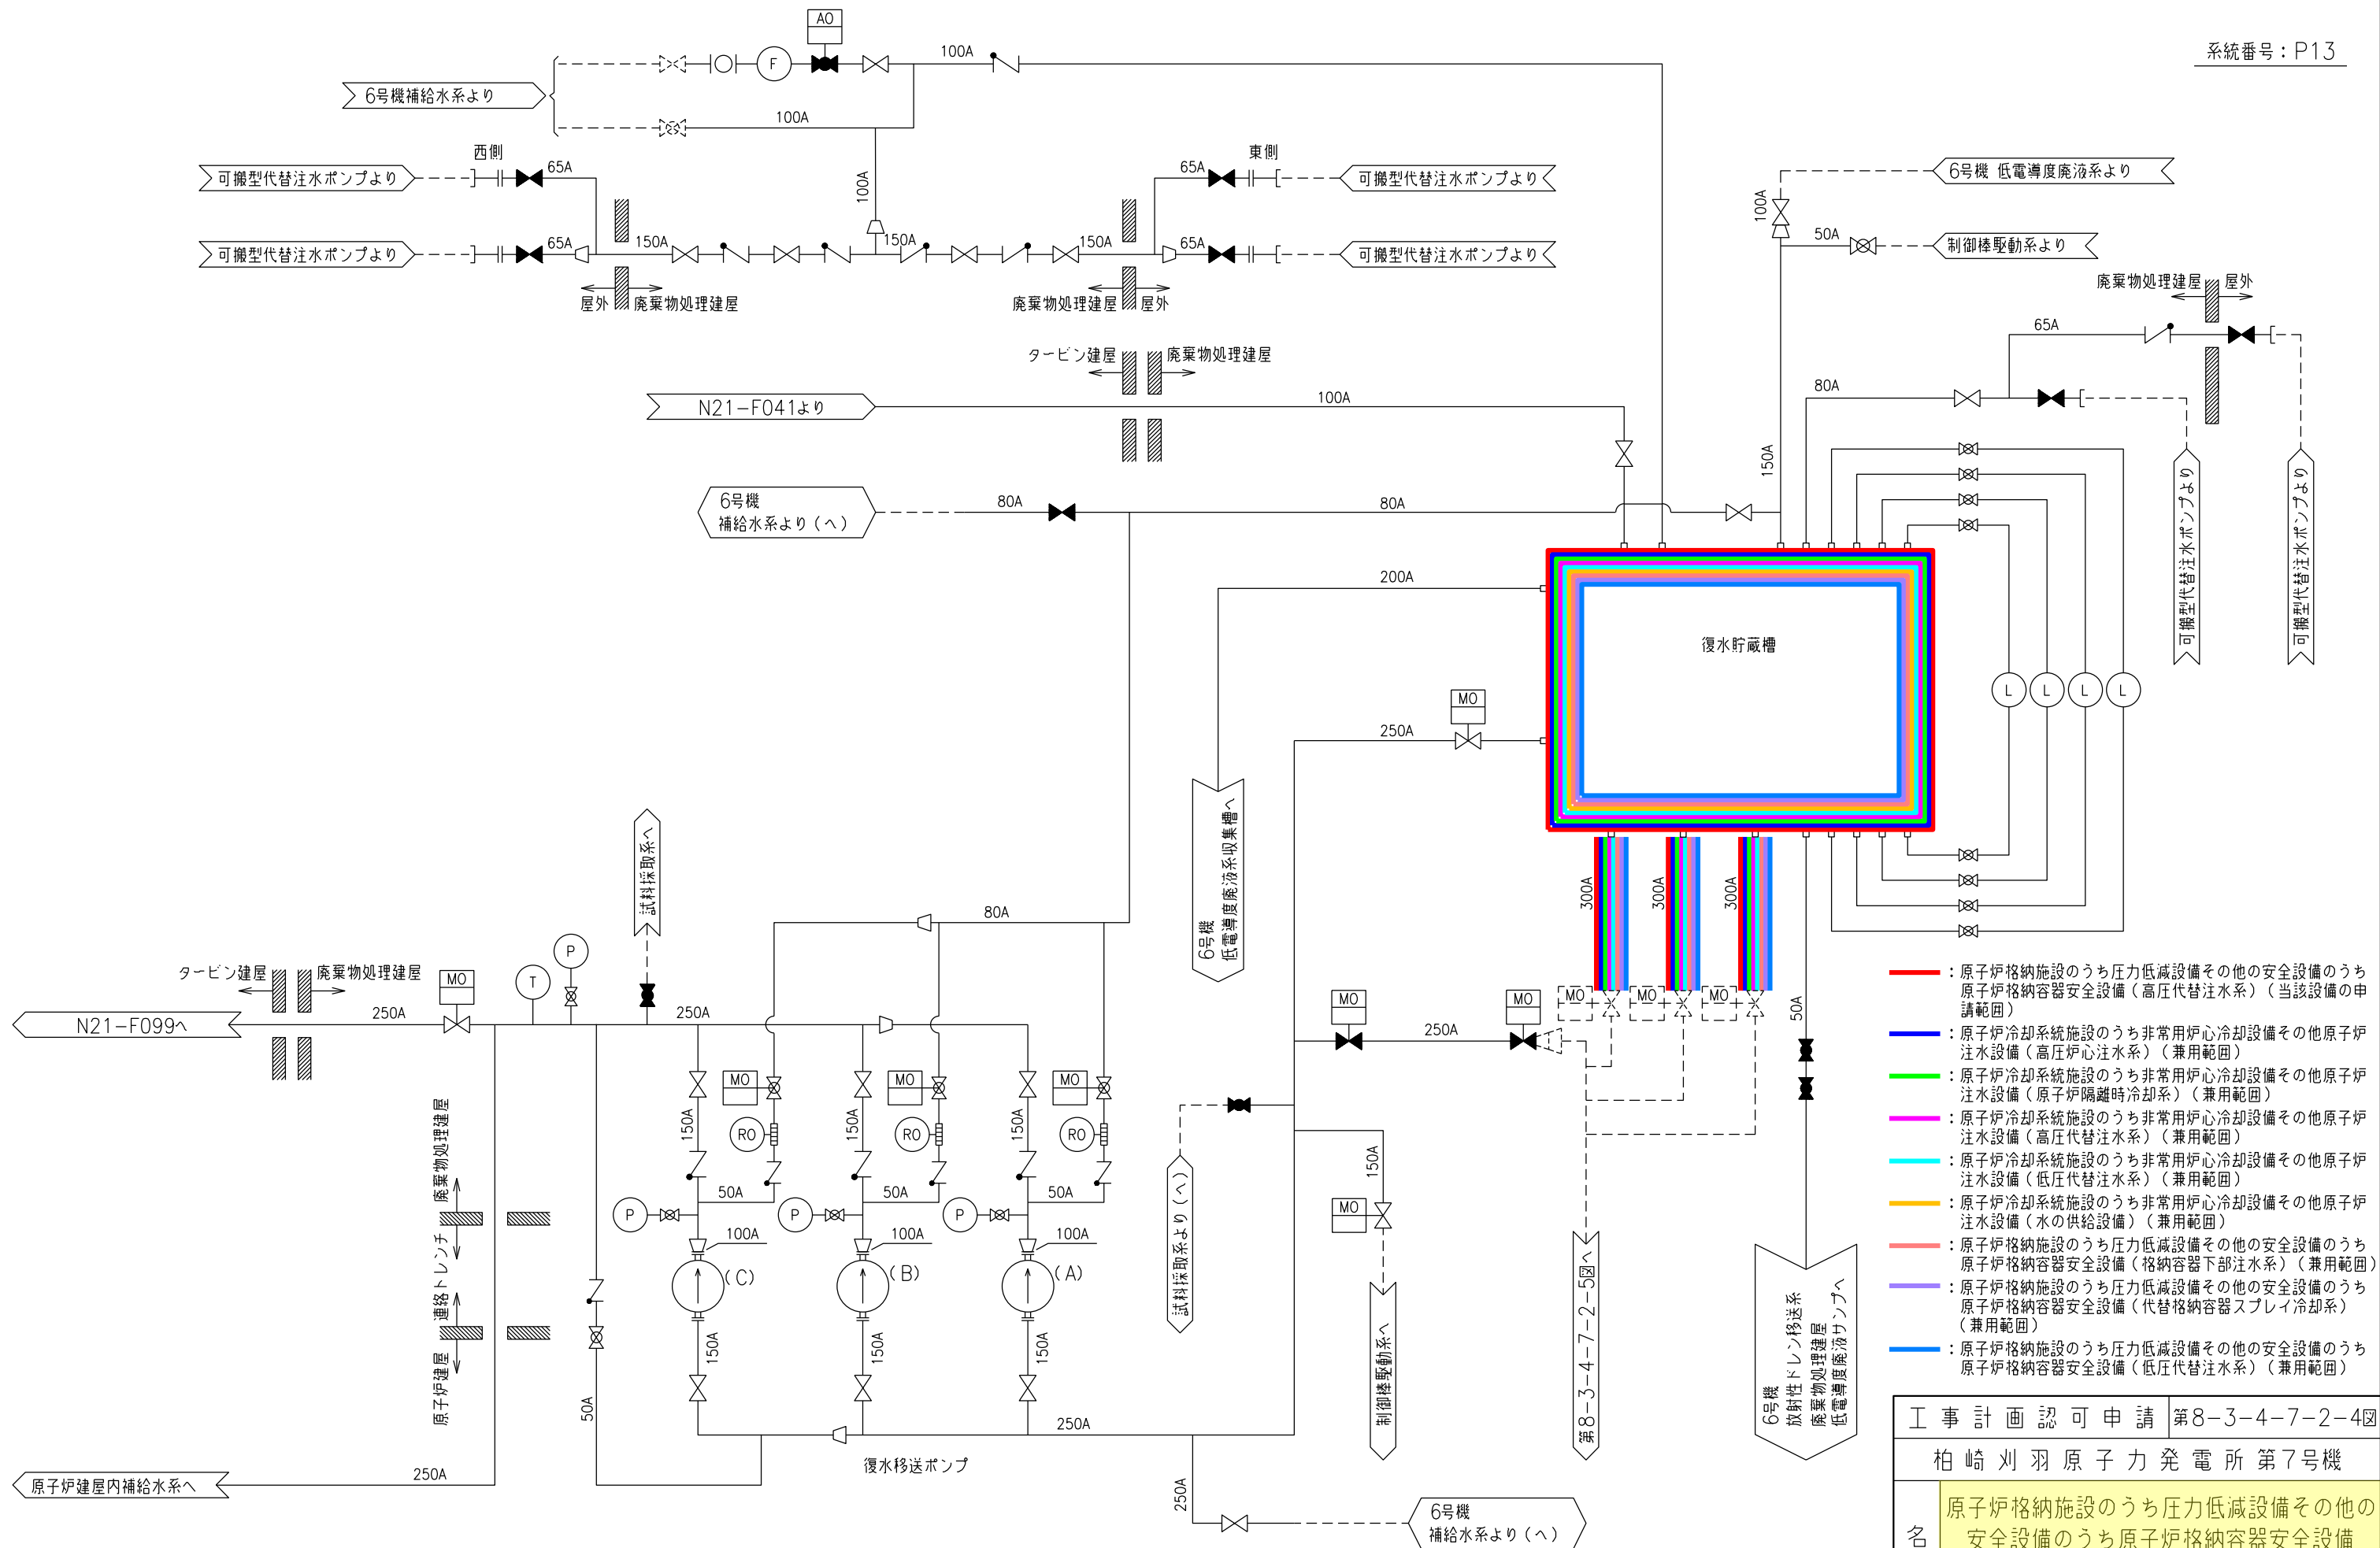 系統番号：P13
AO
100A
F
6号機補給水系より
100A
西側
東側
65A
65A
可搬型代替注水ポンプより
可搬型代替注水ポンプより
100A
6号機 低電導度廃液系より
100A
50A
制御棒駆動系より
可搬型代替注水ポンプより
65A
150A
150A
150A
65A
可搬型代替注水ポンプより
屋外
廃棄物処理建屋
廃棄物処理建屋
屋外
廃棄物処理建屋
屋外
65A
タービン建屋
廃棄物処理建屋
80A
N21-F041より
100A
150A
6号機
補給水系より（へ）
80A
80A
可搬型代替注水ポンプより
可搬型代替注水ポンプより
200A
復水貯蔵槽
L
L
L
L
MO
250A
6号機
低電導度廃液系収集槽へ
試料採取系へ
300A
300A
300A
80A
P
T
タービン建屋
廃棄物処理建屋
MO
250A
250A
N21-F099へ
MO
MO
MO
MO
MO
250A
50A
MO
MO
MO
150A
150A
150A
RO
RO
RO
50A
50A
50A
P
P
P
100A
100A
100A
(C)
(B)
(A)
150A
150A
150A
廃棄物処理建屋
連絡トレンチ
原子炉建屋
50A
250A
復水移送ポンプ
原子炉建屋内補給水系へ
250A
試料採取系より（へ）
150A
MO
制御棒駆動系へ
第8-3-4-7-2-5図へ
6号機
放射性ドレン移送系
廃棄物処理建屋
低電導度廃液サンプへ
250A
6号機
補給水系より（へ）
：原子炉格納施設のうち圧力低減設備その他の安全設備のうち
原子炉格納容器安全設備（高圧代替注水系）（当該設備の申
請範囲）
：原子炉冷却系統施設のうち非常用炉心冷却設備その他原子炉
注水設備（高圧炉心注水系）（兼用範囲）
：原子炉冷却系統施設のうち非常用炉心冷却設備その他原子炉
注水設備（原子炉隔離時冷却系）（兼用範囲）
：原子炉冷却系統施設のうち非常用炉心冷却設備その他原子炉
注水設備（高圧代替注水系）（兼用範囲）
：原子炉冷却系統施設のうち非常用炉心冷却設備その他原子炉
注水設備（低圧代替注水系）（兼用範囲）
：原子炉冷却系統施設のうち非常用炉心冷却設備その他原子炉
注水設備（水の供給設備）（兼用範囲）
：原子炉格納施設のうち圧力低減設備その他の安全設備のうち
原子炉格納容器安全設備（格納容器下部注水系）（兼用範囲）
：原子炉格納施設のうち圧力低減設備その他の安全設備のうち
原子炉格納容器安全設備（代替格納容器スプレイ冷却系）
（兼用範囲）
：原子炉格納施設のうち圧力低減設備その他の安全設備のうち
原子炉格納容器安全設備（低圧代替注水系）（兼用範囲）
工事計画認可申請
第8-3-4-7-2-4図
柏崎刈羽原子力発電所 第7号機
名
原子炉格納施設のうち圧力低減設備その他の
安全設備のうち原子炉格納容器安全設備